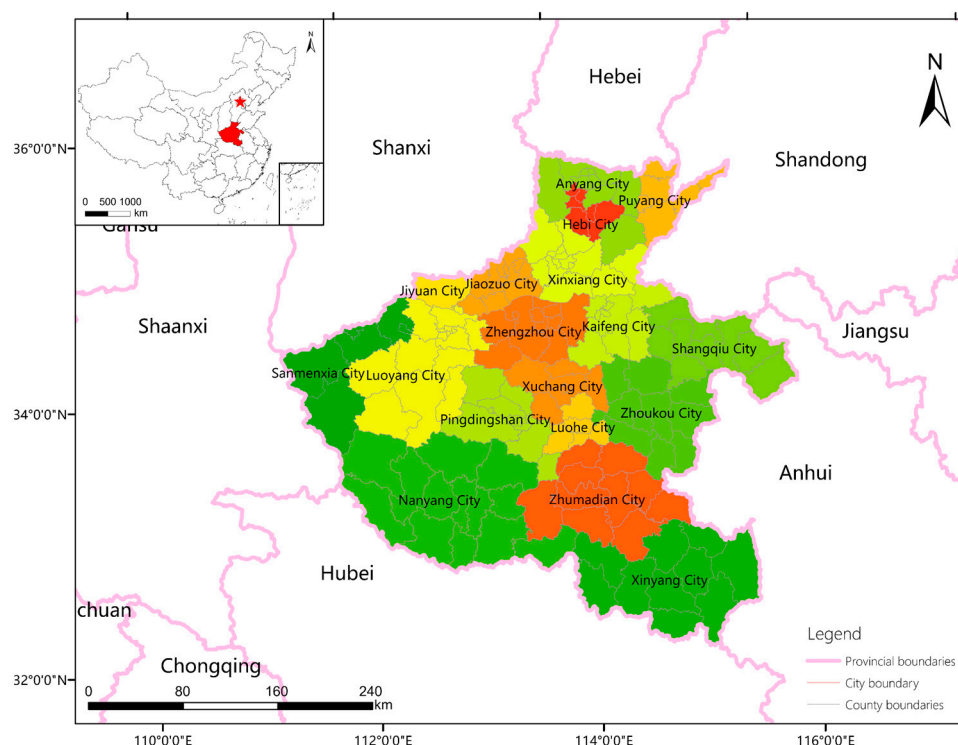 N
0 500 1000
km
N
Hebei
Shanxi
Shandong
36°0'0"N
Anyang City
Puyang City
Hebi City
Gansu
Xinxiang City
Jiaozuo City
Jiyuan City
Shaanxi
Zhengzhou City
Kaifeng City
Jiangsu
Shangqiu City
Sanmenxia City
Luoyang City
Xuchang City
34°0'0"N
Pingdingshan City
Zhoukou City
Luohe City
Anhui
Nanyang City
Zhumadian City
Hubei
Xinyang City
chuan
Legend
Chongqing
Provincial boundaries
32°0'0"N
City boundary
0 80 160 240
km
County boundaries
110°0'0"E
112°0'0"E
114°0'0"E
116°0'0"E